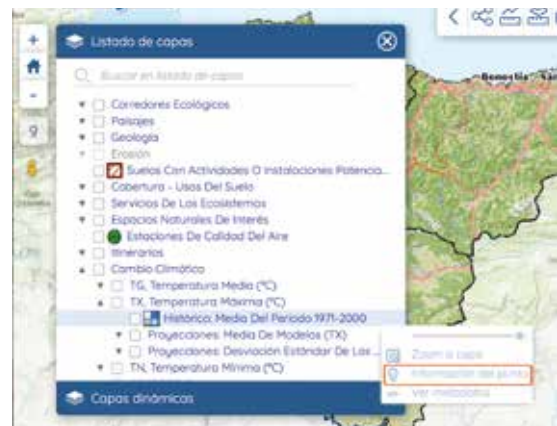 Listado de capas
Buscar en listado de capas
Corredores Ecológicos
Paisajes
Geología
Erosión
Suelos Con Actividades O Instalaciones Potencia...
Cobertura - Usos Del Suelo
Servicios De Los Ecosistemas
Espacios Naturales De Interés
Estaciones De Calidad Del Aire
Itinerarios
Cambio Climático
TG, Temperatura Media (ºC)
TX, Temperatura Máxima (ºC)
Histórico: Media Del Periodo 1971-2000
Proyecciones: Media De Modelos (TX)
Proyecciones: Desviación Estándar De Los ...
TN, Temperatura Mínima (ºC)
Zoom a capa
Información del punto
Ver metadatos
Capas dinámicas